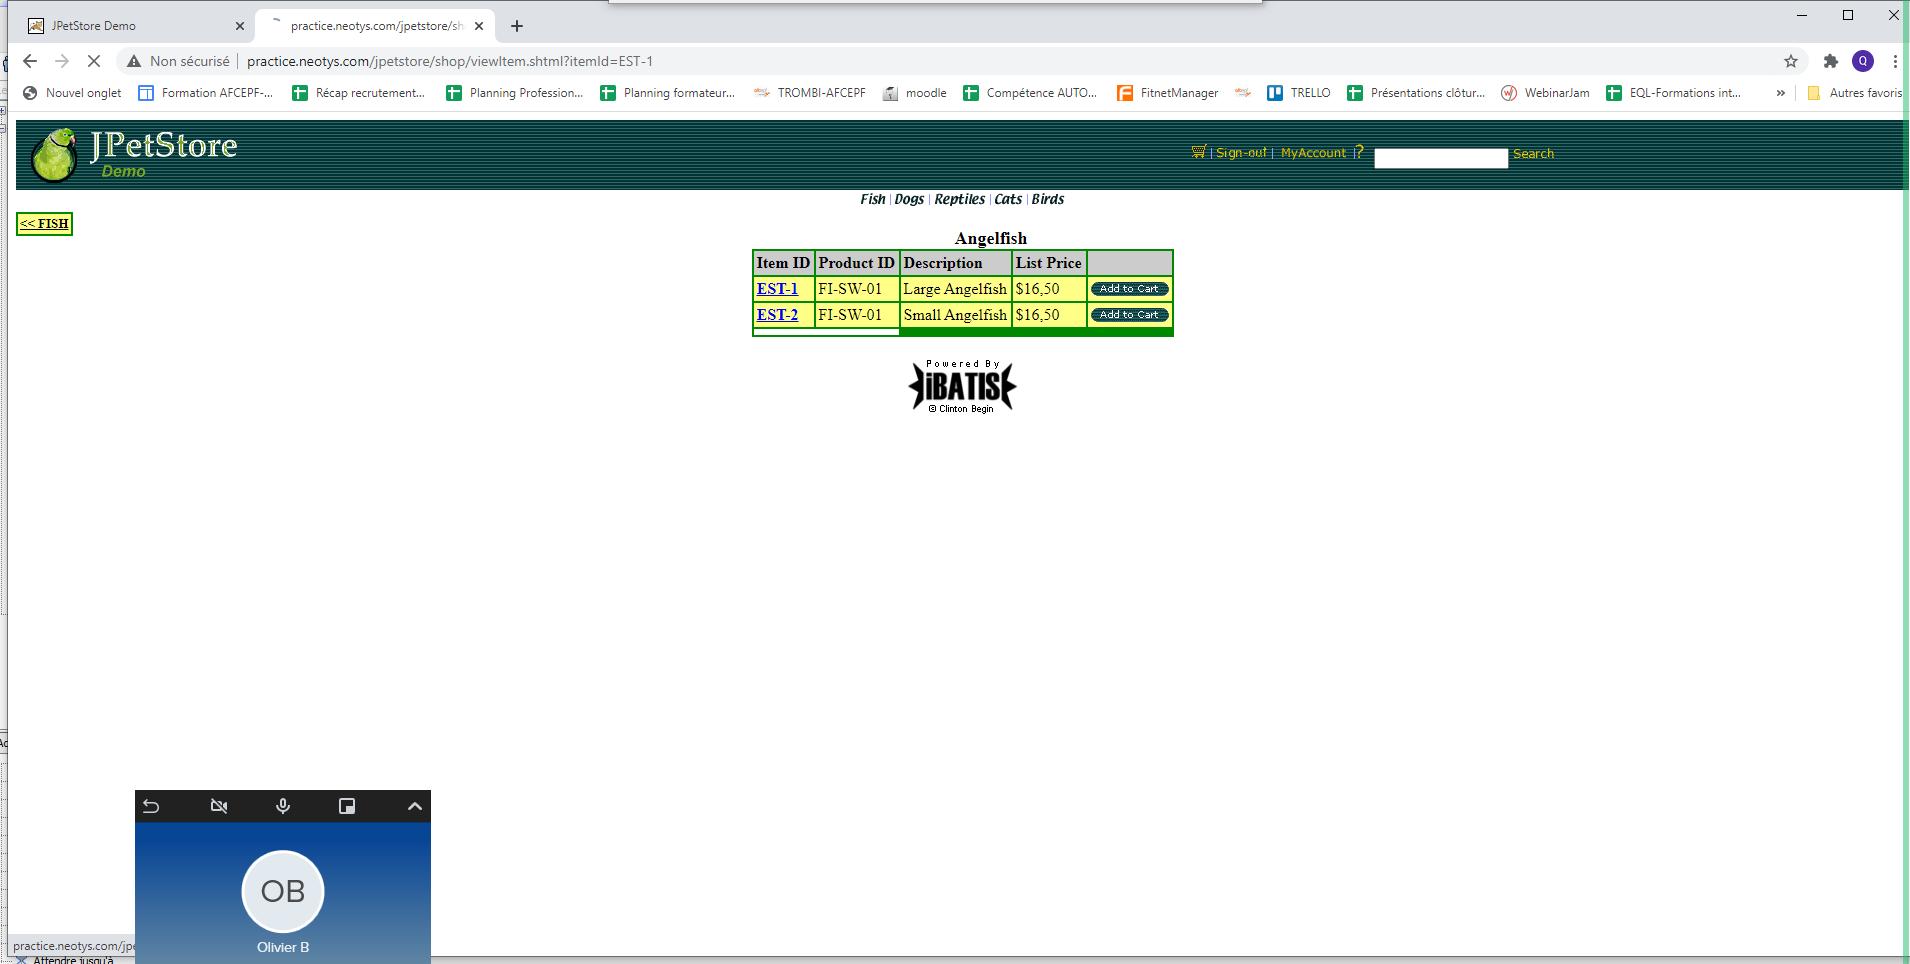 JPetStore Demo
practice.neotys.com/jpetstore/sh
Non sécurisé
practice.neotys.com/jpetstore/shop/viewItem.shtml?itemId=EST-1
Q
Nouvel onglet
Formation AFCEPF-...
Récap recrutement...
Planning Profession...
Planning formateur...
TROMBI-AFCEPF
moodle
Compétence AUTO...
FitnetManager
TRELLO
Présentations clôtur...
WebinarJam
EQL-Formations int...
»
Autres favoris
JPetStore
Demo
| Sign-out | MyAccount | ?
Search
Fish | Dogs | Reptiles | Cats | Birds
<< FISH
Angelfish
Item ID Product ID Description List Price
EST-1 FI-SW-01 Large Angelfish $16,50 Add to Cart
EST-2 FI-SW-01 Small Angelfish $16,50 Add to Cart
Powered By
iBATIS
© Clinton Begin
OB
Olivier B
practice.neotys.com/jpe
Attendre jusqu'à